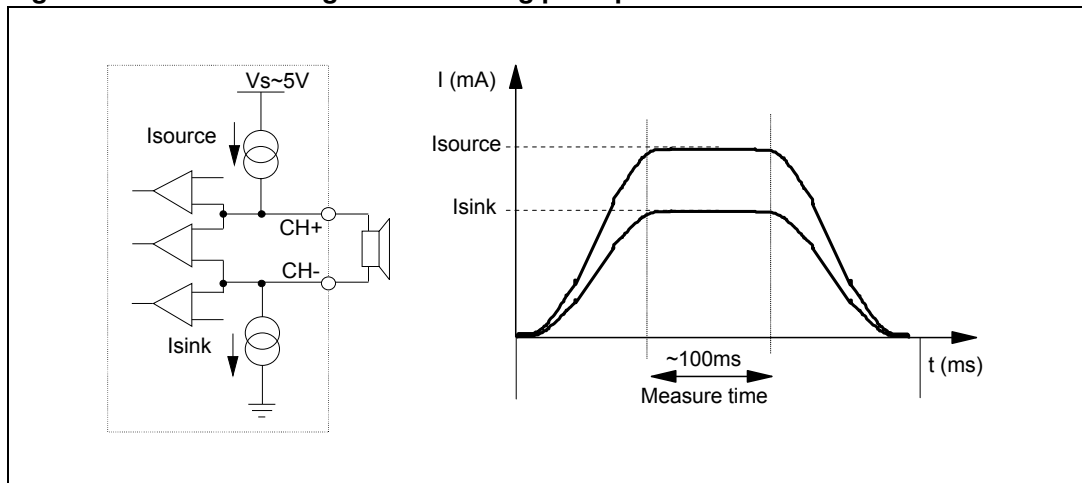 Vs~5V
Isource
CH+
CH-
Isink
I (mA)
Isource
Isink
~100ms
Measure time
t (ms)